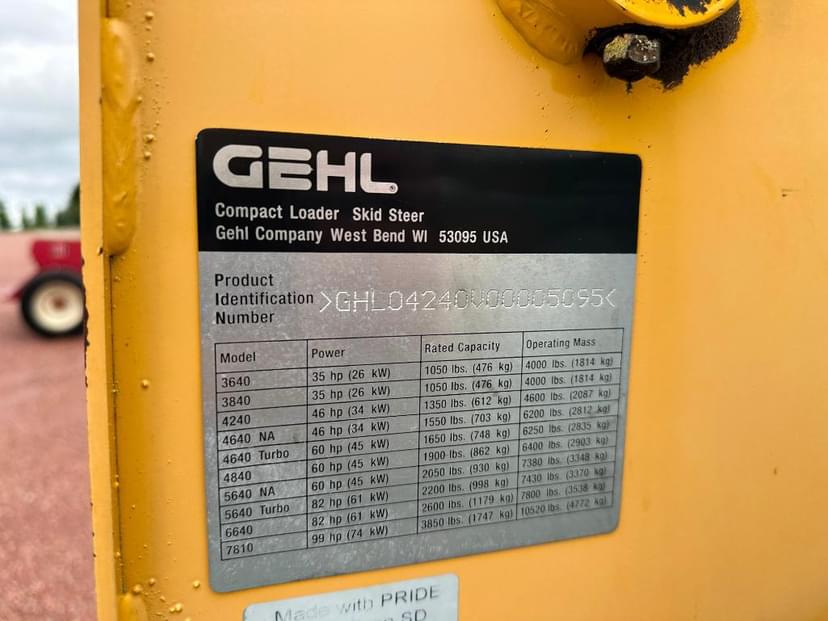 GEHL®
Compact Loader Skid Steer
Gehl Company West Bend WI 53095 USA
Product
Identification
Number
>GHL04240V00005095<
Model Power Rated Capacity Operating Mass
3640 35 hp (26 kW) 1050 lbs. (476 kg) 4000 lbs. (1814 kg)
3840 35 hp (26 kW) 1050 lbs. (476 kg) 4000 lbs. (1814 kg)
4240 46 hp (34 kW) 1350 lbs. (612 kg) 4600 lbs. (2087 kg)
4640 NA 46 hp (34 kW) 1550 lbs. (703 kg) 6200 lbs. (2812 kg)
4640 Turbo 60 hp (45 kW) 1650 lbs. (748 kg) 6250 lbs. (2835 kg)
4840 60 hp (45 kW) 1900 lbs. (862 kg) 6400 lbs. (2903 kg)
5640 NA 60 hp (45 kW) 2050 lbs. (930 kg) 7380 lbs. (3348 kg)
5640 Turbo 82 hp (61 kW) 2200 lbs. (998 kg) 7430 lbs. (3370 kg)
6640 82 hp (61 kW) 2600 lbs. (1179 kg) 7800 lbs. (3538 kg)
7810 99 hp (74 kW) 3850 lbs. (1747 kg) 10520 lbs. (4772 kg)
Made with PRIDE
SD